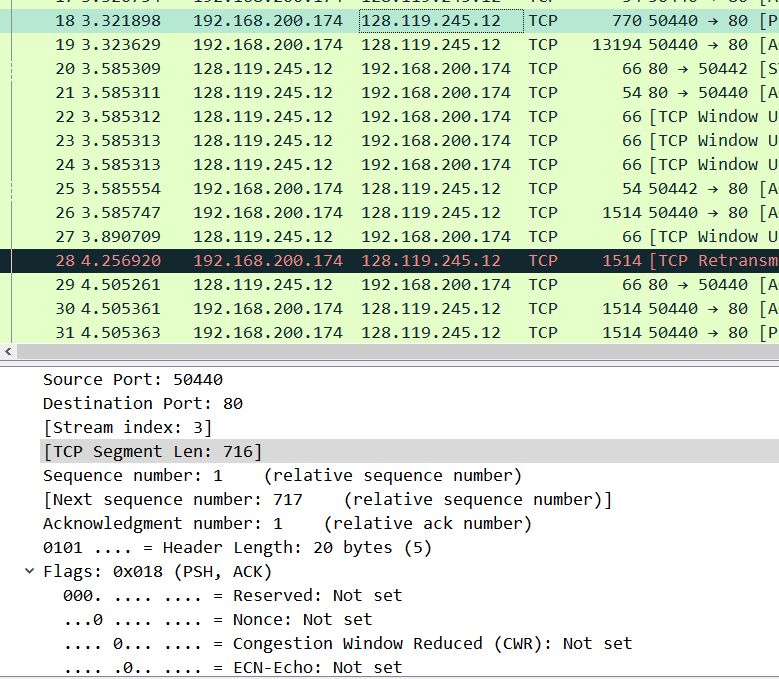 18 3.321898 192.168.200.174 128.119.245.12 TCP 770 50440 → 80 [P
19 3.323629 192.168.200.174 128.119.245.12 TCP 13194 50440 → 80 [A
20 3.585309 128.119.245.12 192.168.200.174 TCP 66 80 → 50442 [S
21 3.585311 128.119.245.12 192.168.200.174 TCP 54 80 → 50440 [A
22 3.585312 128.119.245.12 192.168.200.174 TCP 66 [TCP Window U
23 3.585313 128.119.245.12 192.168.200.174 TCP 66 [TCP Window U
24 3.585313 128.119.245.12 192.168.200.174 TCP 66 [TCP Window U
25 3.585554 192.168.200.174 128.119.245.12 TCP 54 50442 → 80 [A
26 3.585747 192.168.200.174 128.119.245.12 TCP 1514 50440 → 80 [A
27 3.890709 128.119.245.12 192.168.200.174 TCP 66 [TCP Window U
28 4.256920 192.168.200.174 128.119.245.12 TCP 1514 [TCP Retransm
29 4.505261 128.119.245.12 192.168.200.174 TCP 66 80 → 50440 [A
30 4.505361 192.168.200.174 128.119.245.12 TCP 1514 50440 → 80 [A
31 4.505363 192.168.200.174 128.119.245.12 TCP 1514 50440 → 80 [P
Source Port: 50440
Destination Port: 80
[Stream index: 3]
[TCP Segment Len: 716]
Sequence number: 1 (relative sequence number)
[Next sequence number: 717 (relative sequence number)]
Acknowledgment number: 1 (relative ack number)
0101 .... = Header Length: 20 bytes (5)
Flags: 0x018 (PSH, ACK)
000. .... .... = Reserved: Not set
...0 .... .... = Nonce: Not set
.... 0... .... = Congestion Window Reduced (CWR): Not set
.... .0.. .... = ECN-Echo: Not set